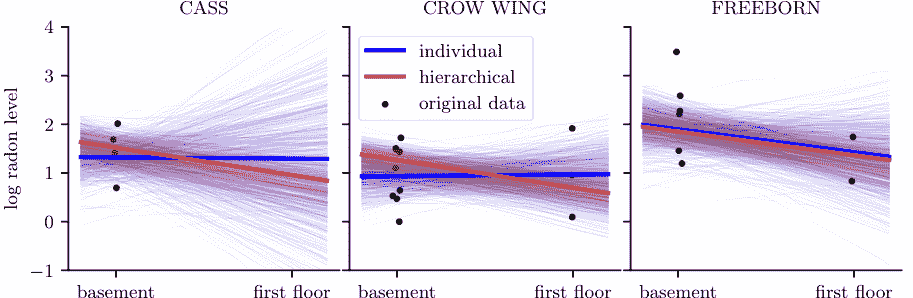 CASS
CROW WING
FREEBORN
4
3
2
1
0
−1
log radon level
individual
hierarchical
original data
basement
first floor
basement
first floor
basement
first floor